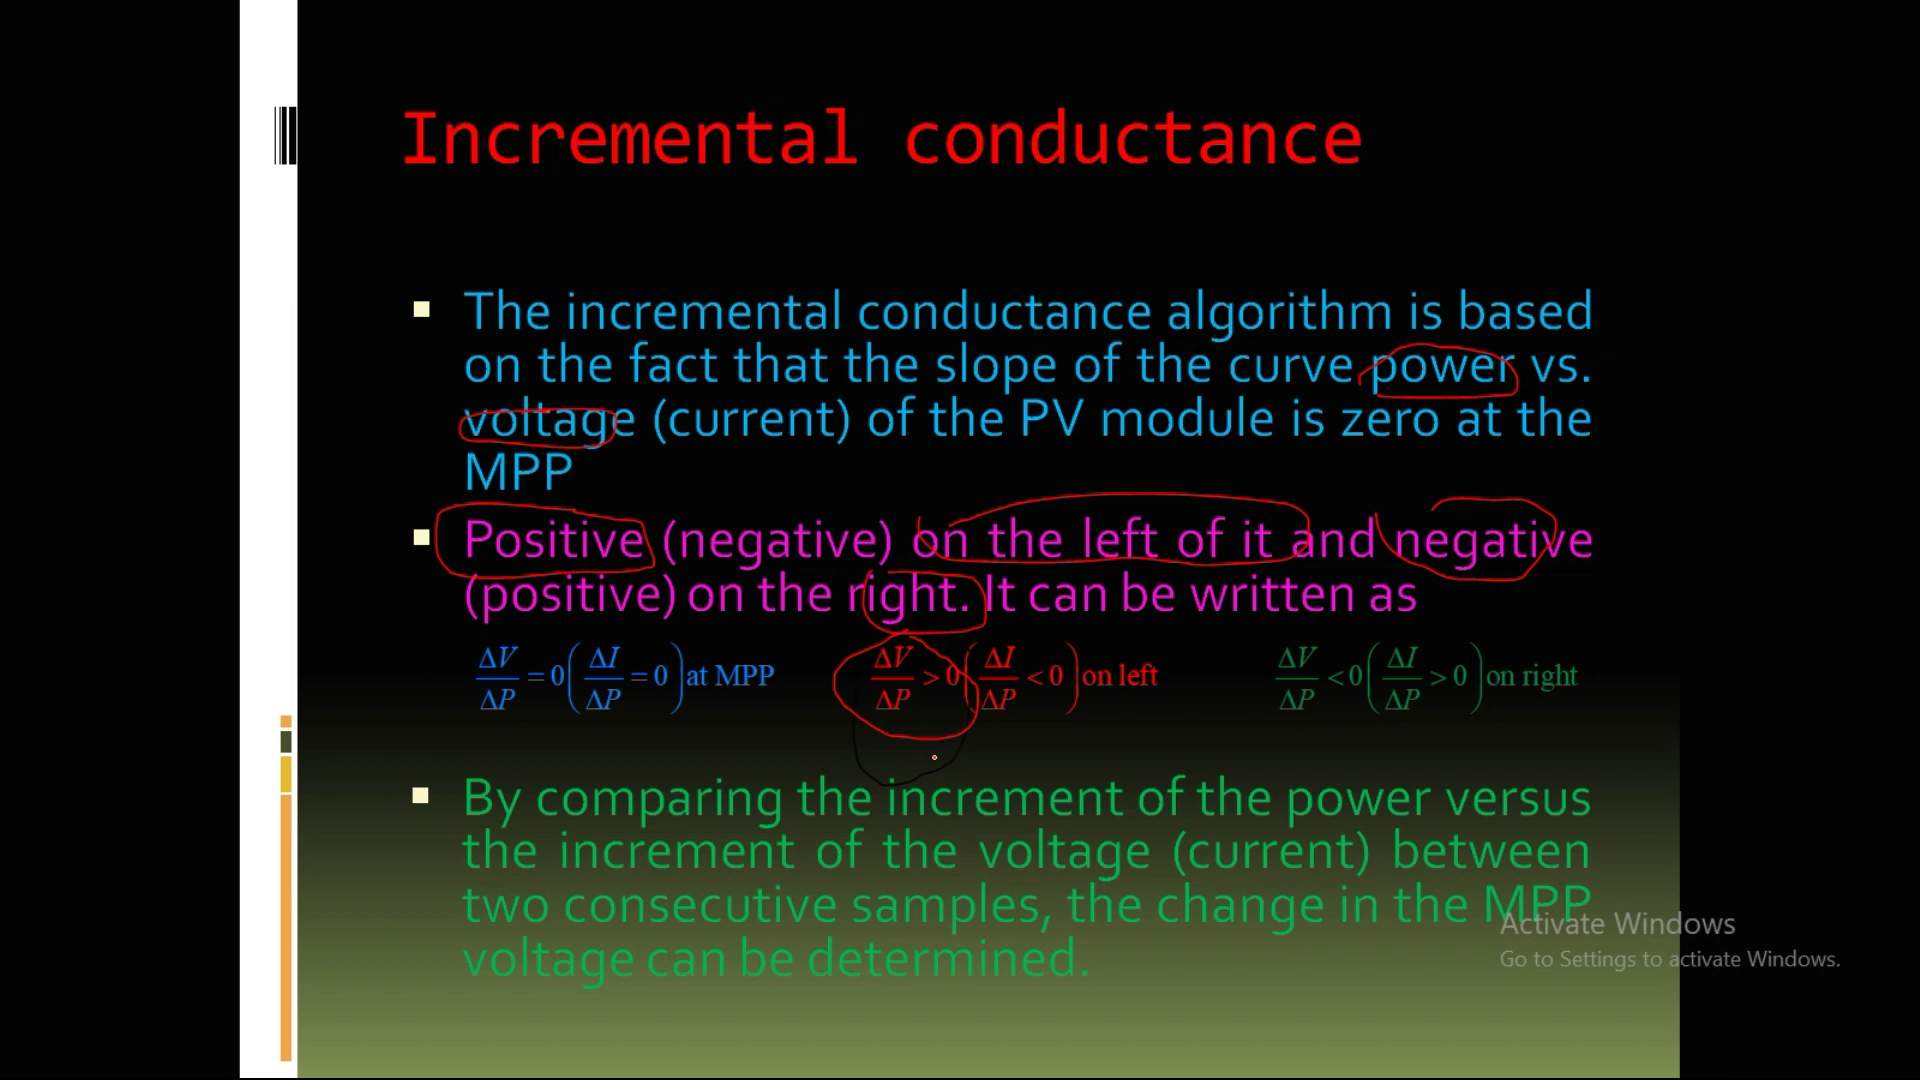 Incremental conductance
The incremental conductance algorithm is based
on the fact that the slope of the curve power vs.
voltage (current) of the PV module is zero at the
MPP
Positive (negative) on the left of it and negative
(positive) on the right. It can be written as
ΔV/ΔP = 0 (ΔI/ΔP = 0) at MPP ΔV/ΔP > 0 (ΔI/ΔP < 0) on left ΔV/ΔP < 0 (ΔI/ΔP > 0) on right
By comparing the increment of the power versus
the increment of the voltage (current) between
two consecutive samples, the change in the MPP
voltage can be determined.
Activate Windows
Go to Settings to activate Windows.